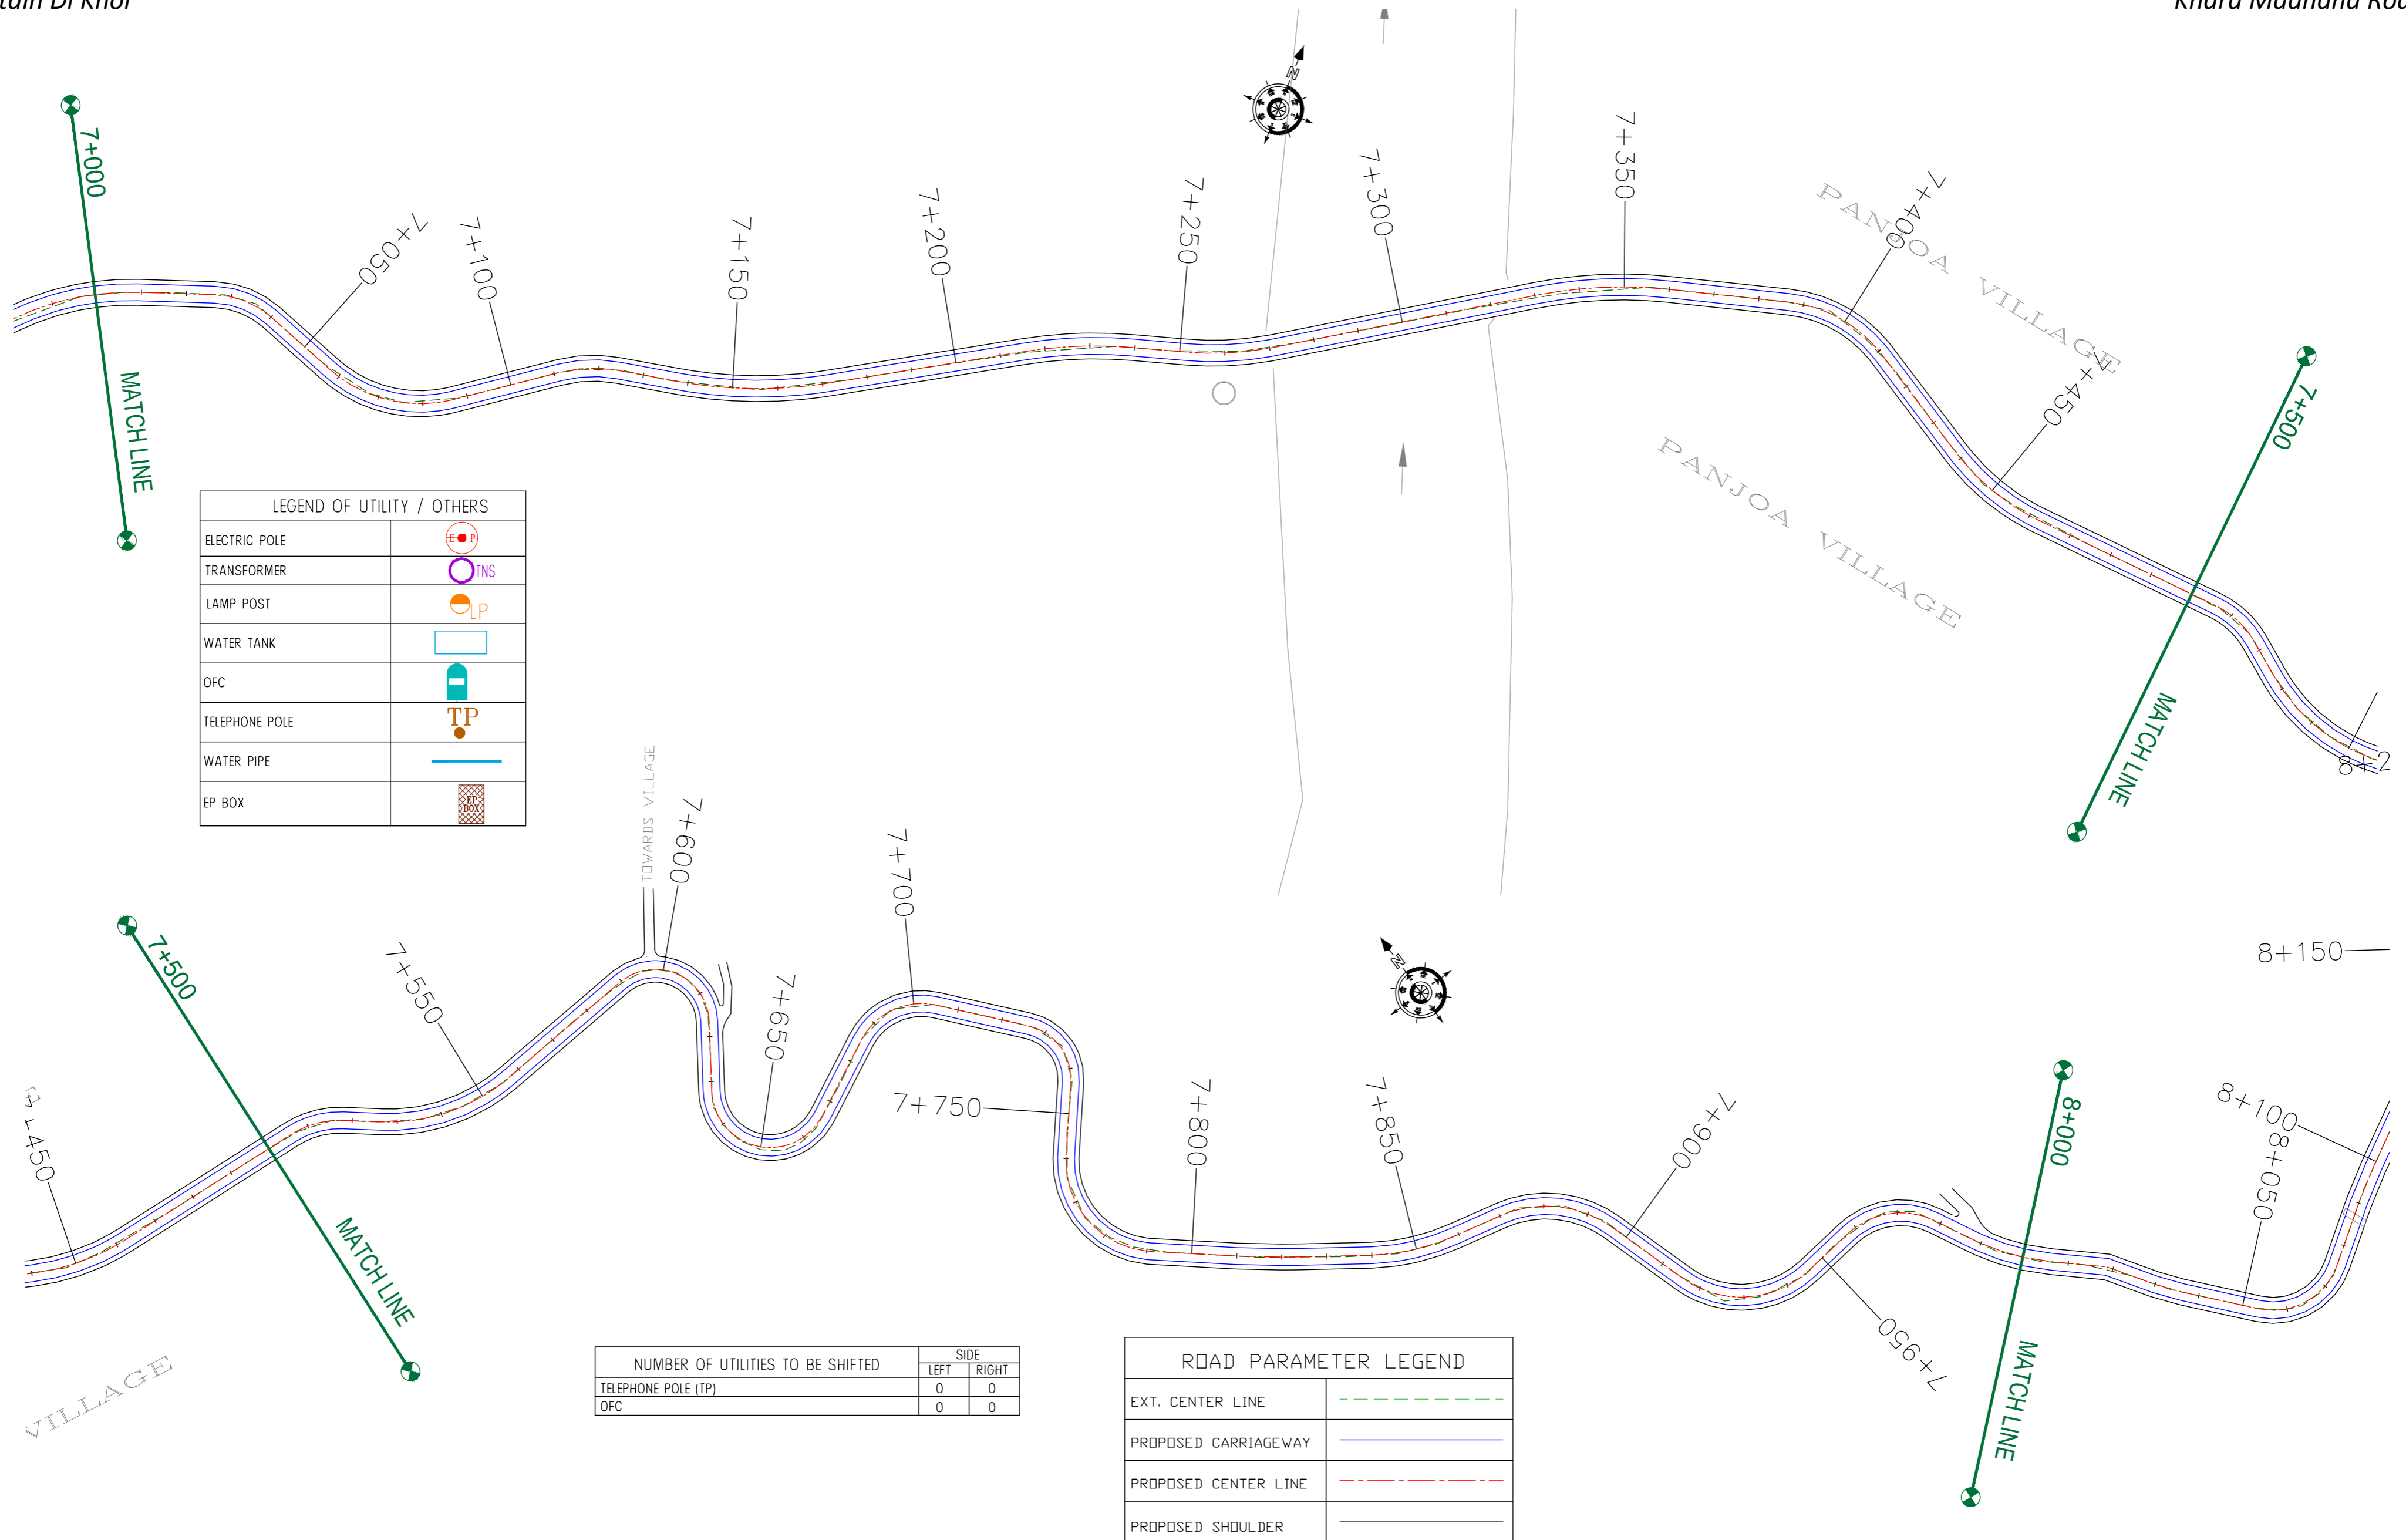 Di Khol
Khara Madhana
N
7+000
MATCH LINE
7+050
7+100
7+150
7+200
7+250
7+300
7+350
7+400
7+450
PANJOA VILLAGE
PANJOA VILLAGE
7+500
MATCH LINE
8+2
LEGEND OF UTILITY / OTHERS
ELECTRIC POLE E P
TRANSFORMER TNS
LAMP POST LP
WATER TANK
OFC
TELEPHONE POLE TP
WATER PIPE
EP BOX EP BOX
TOWARDS VILLAGE
N
7+500
MATCH LINE
7+550
7+600
7+650
7+700
7+750
7+800
7+850
7+900
7+950
8+000
MATCH LINE
8+050
8+100
8+150
VILLAGE
NUMBER OF UTILITIES TO BE SHIFTED SIDE
LEFT RIGHT
TELEPHONE POLE (TP) 0 0
OFC 0 0
ROAD PARAMETER LEGEND
EXT. CENTER LINE
PROPOSED CARRIAGEWAY
PROPOSED CENTER LINE
PROPOSED SHOULDER